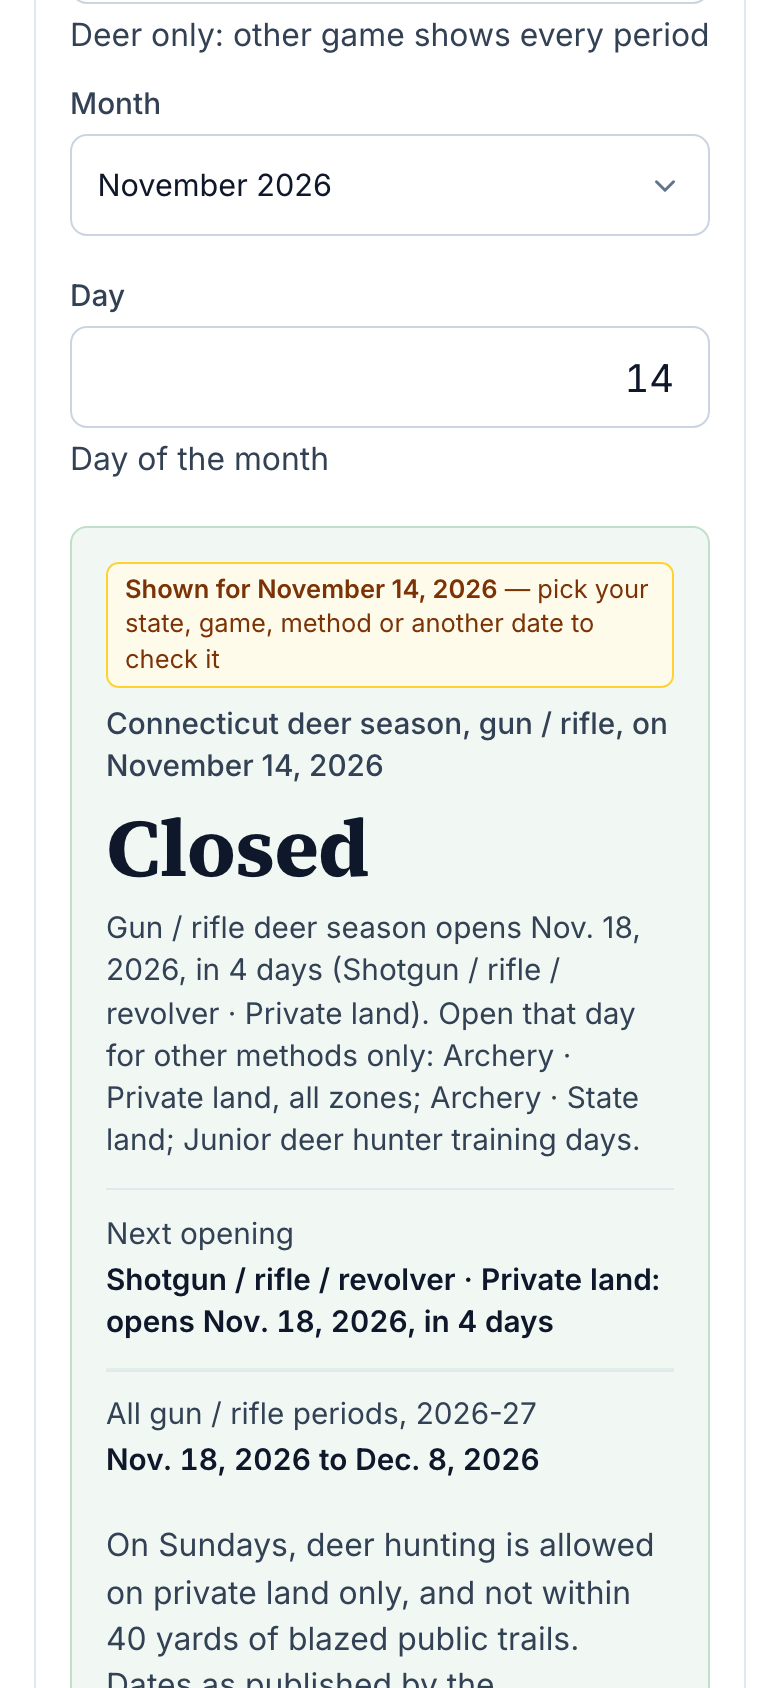 Deer only: other game shows every period
Month
November 2026
Day
14
Day of the month
Shown for November 14, 2026 — pick your
state, game, method or another date to
check it
Connecticut deer season, gun / rifle, on
November 14, 2026
Closed
Gun / rifle deer season opens Nov. 18,
2026, in 4 days (Shotgun / rifle /
revolver · Private land). Open that day
for other methods only: Archery ·
Private land, all zones; Archery · State
land; Junior deer hunter training days.
Next opening
Shotgun / rifle / revolver · Private land:
opens Nov. 18, 2026, in 4 days
All gun / rifle periods, 2026-27
Nov. 18, 2026 to Dec. 8, 2026
On Sundays, deer hunting is allowed
on private land only, and not within
40 yards of blazed public trails.
Dates as published by the